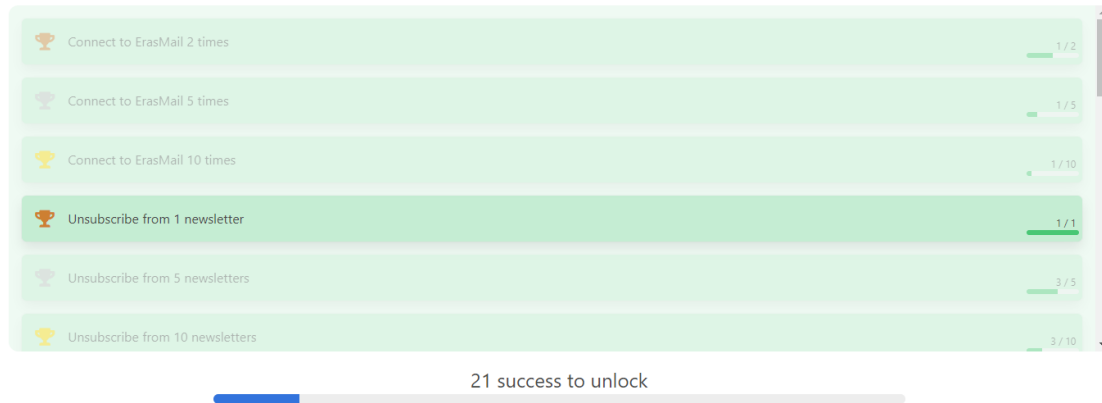 Connect to ErasMail 2 times
1 / 2
Connect to ErasMail 5 times
1 / 5
Connect to ErasMail 10 times
1 / 10
Unsubscribe from 1 newsletter
1 / 1
Unsubscribe from 5 newsletters
3 / 5
Unsubscribe from 10 newsletters
3 / 10
21 success to unlock